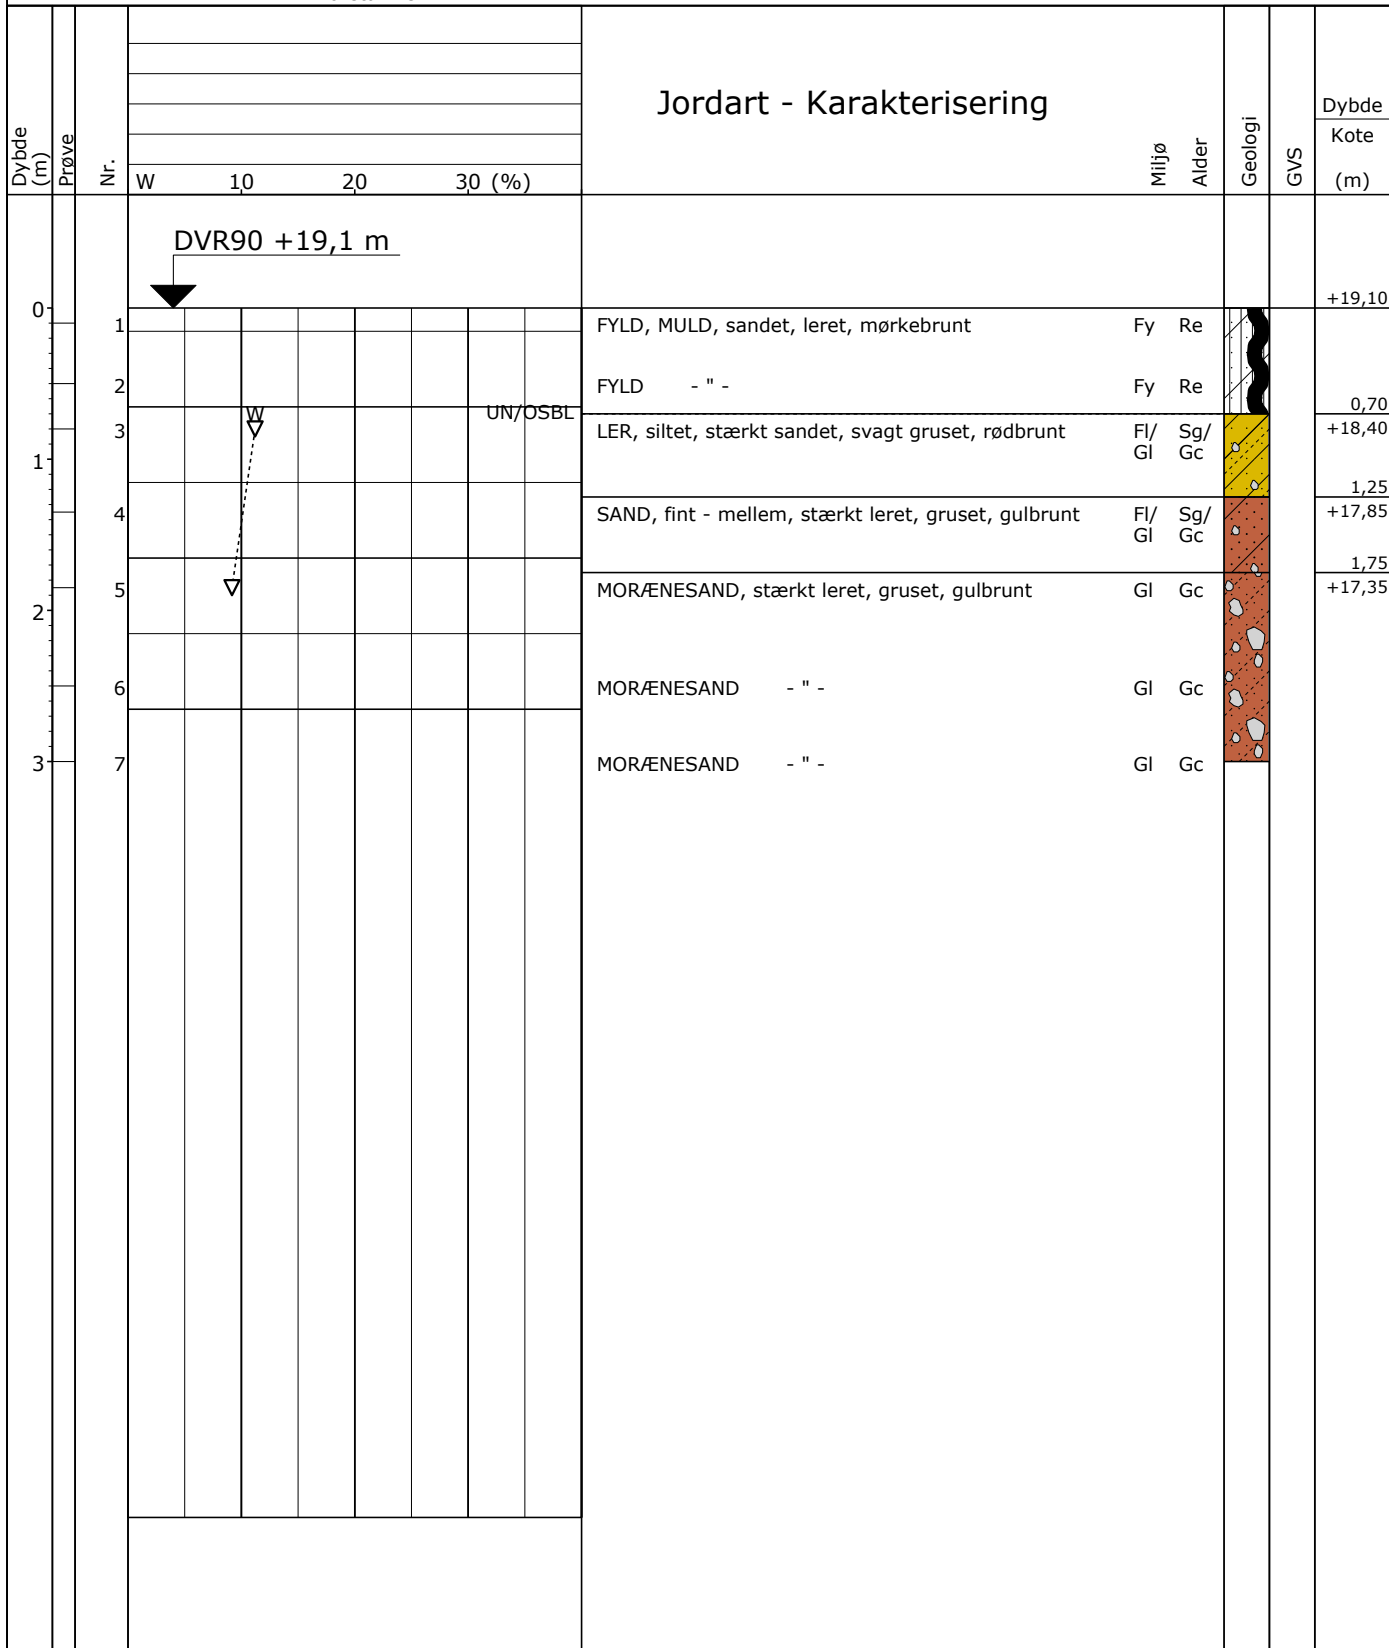 Jordart - Karakterisering
Dybde (m)
Prøve
Nr.
W 10 20 30 (%)
Miljø
Alder
Geologi
GVS
Dybde
Kote
(m)
DVR90 +19,1 m
+19,10
0
1 FYLD, MULD, sandet, leret, mørkebrunt Fy Re
2 FYLD - " - Fy Re
0,70
UN/OSBL
W
+18,40
3 LER, siltet, stærkt sandet, svagt gruset, rødbrunt Fl/ Sg/
Gl Gc
1
1,25
+17,85
4 SAND, fint - mellem, stærkt leret, gruset, gulbrunt Fl/ Sg/
Gl Gc
1,75
+17,35
5 MORÆNESAND, stærkt leret, gruset, gulbrunt Gl Gc
2
6 MORÆNESAND - " - Gl Gc
3 7 MORÆNESAND - " - Gl Gc